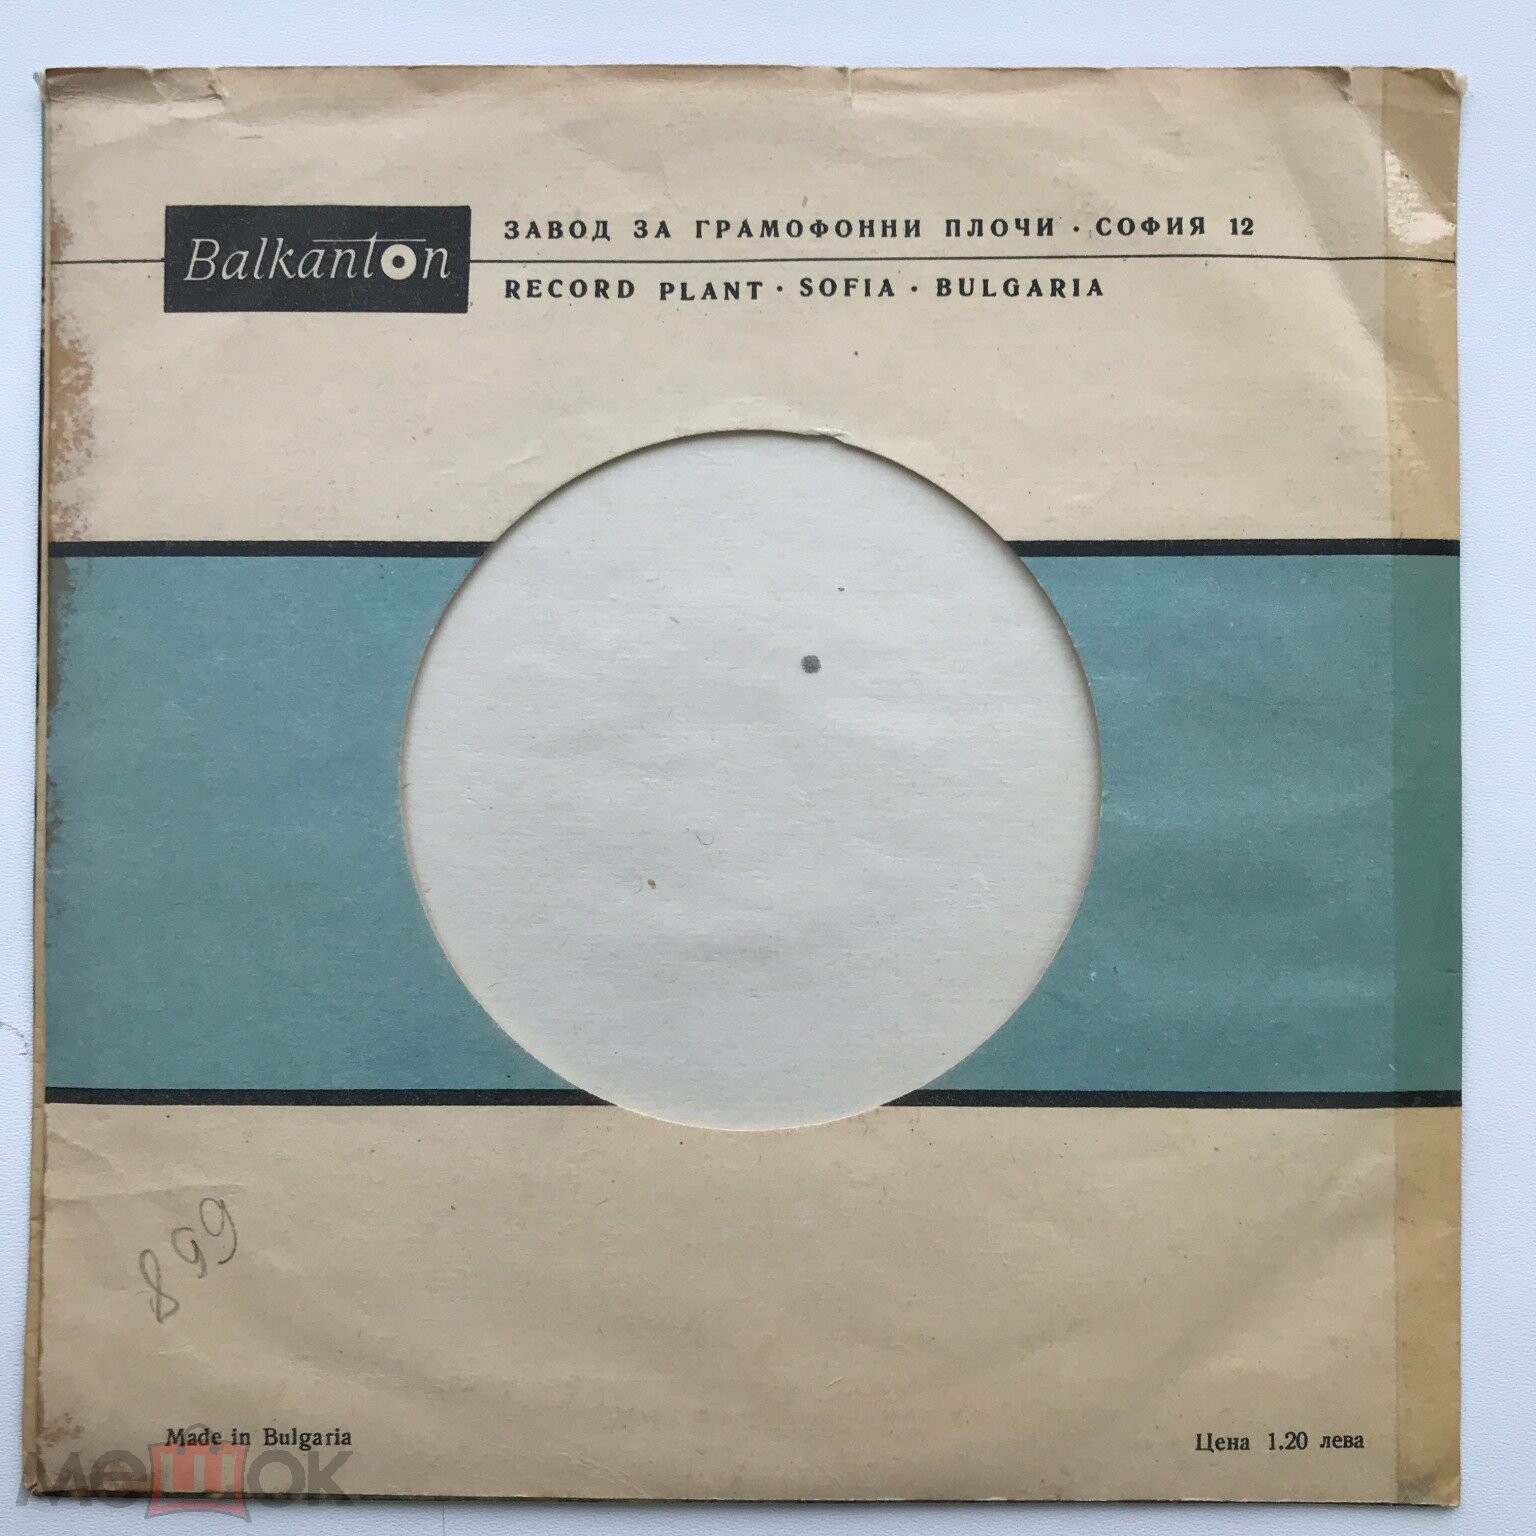 Balkanton
ЗАВОД ЗА ГРАМОФОННИ ПЛОЧИ · СОФИЯ 12
RECORD PLANT · SOFIA · BULGARIA
899
Made in Bulgaria
Цена 1.20 лева
мешок